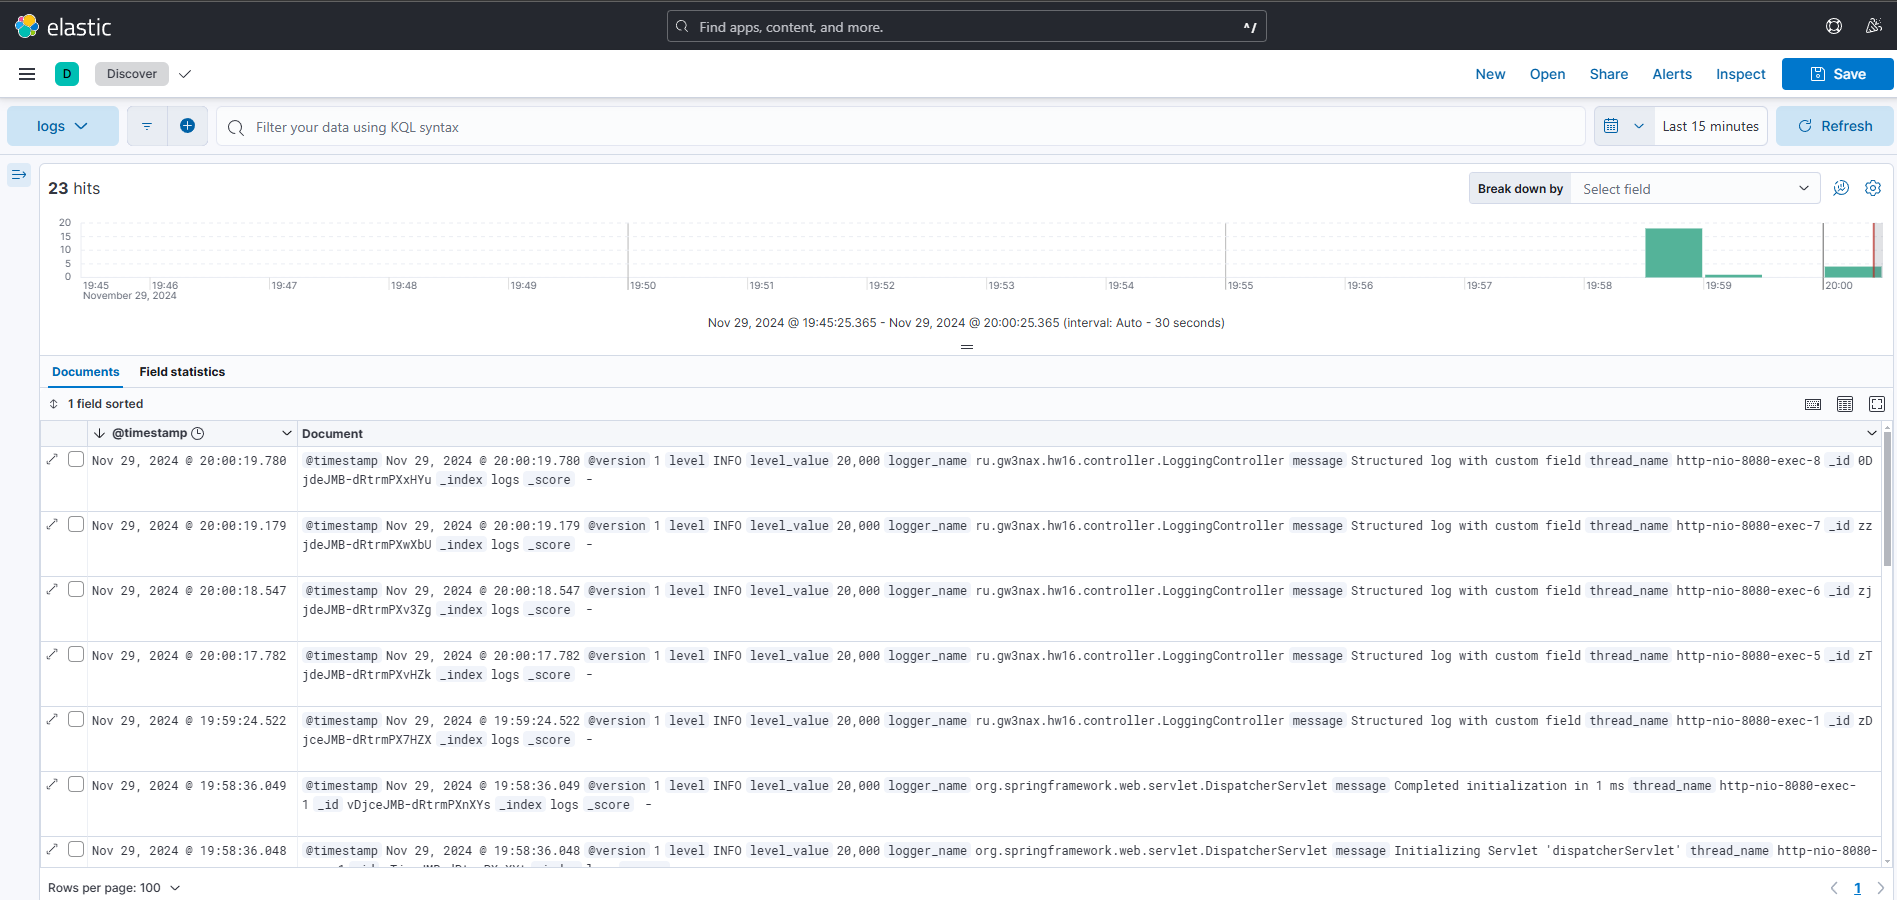 elastic
Find apps, content, and more.
^/
D
Discover
New Open Share Alerts Inspect Save
logs
Filter your data using KQL syntax
Last 15 minutes
Refresh
23 hits
Break down by Select field
20
15
10
5
0
19:45 19:46 19:47 19:48 19:49 19:50 19:51 19:52 19:53 19:54 19:55 19:56 19:57 19:58 19:59 20:00
November 29, 2024
Nov 29, 2024 @ 19:45:25.365 - Nov 29, 2024 @ 20:00:25.365 (interval: Auto - 30 seconds)
Documents Field statistics
1 field sorted
@timestamp Document
Nov 29, 2024 @ 20:00:19.780 @timestamp Nov 29, 2024 @ 20:00:19.780 @version 1 level INFO level_value 20,000 logger_name ru.gw3nax.hw16.controller.LoggingController message Structured log with custom field thread_name http-nio-8080-exec-8 _id 0D
jdeJMB-dRtrmPXxHYu _index logs _score -
Nov 29, 2024 @ 20:00:19.179 @timestamp Nov 29, 2024 @ 20:00:19.179 @version 1 level INFO level_value 20,000 logger_name ru.gw3nax.hw16.controller.LoggingController message Structured log with custom field thread_name http-nio-8080-exec-7 _id zz
jdeJMB-dRtrmPXwXbU _index logs _score -
Nov 29, 2024 @ 20:00:18.547 @timestamp Nov 29, 2024 @ 20:00:18.547 @version 1 level INFO level_value 20,000 logger_name ru.gw3nax.hw16.controller.LoggingController message Structured log with custom field thread_name http-nio-8080-exec-6 _id zj
jdeJMB-dRtrmPXv3Zg _index logs _score -
Nov 29, 2024 @ 20:00:17.782 @timestamp Nov 29, 2024 @ 20:00:17.782 @version 1 level INFO level_value 20,000 logger_name ru.gw3nax.hw16.controller.LoggingController message Structured log with custom field thread_name http-nio-8080-exec-5 _id zT
jdeJMB-dRtrmPXvHZk _index logs _score -
Nov 29, 2024 @ 19:59:24.522 @timestamp Nov 29, 2024 @ 19:59:24.522 @version 1 level INFO level_value 20,000 logger_name ru.gw3nax.hw16.controller.LoggingController message Structured log with custom field thread_name http-nio-8080-exec-1 _id zD
jceJMB-dRtrmPX7HZX _index logs _score -
Nov 29, 2024 @ 19:58:36.049 @timestamp Nov 29, 2024 @ 19:58:36.049 @version 1 level INFO level_value 20,000 logger_name org.springframework.web.servlet.DispatcherServlet message Completed initialization in 1 ms thread_name http-nio-8080-exec-
1 _id vDjceJMB-dRtrmPXnXYs _index logs _score -
Nov 29, 2024 @ 19:58:36.048 @timestamp Nov 29, 2024 @ 19:58:36.048 @version 1 level INFO level_value 20,000 logger_name org.springframework.web.servlet.DispatcherServlet message Initializing Servlet 'dispatcherServlet' thread_name http-nio-8080-
Rows per page: 100
1